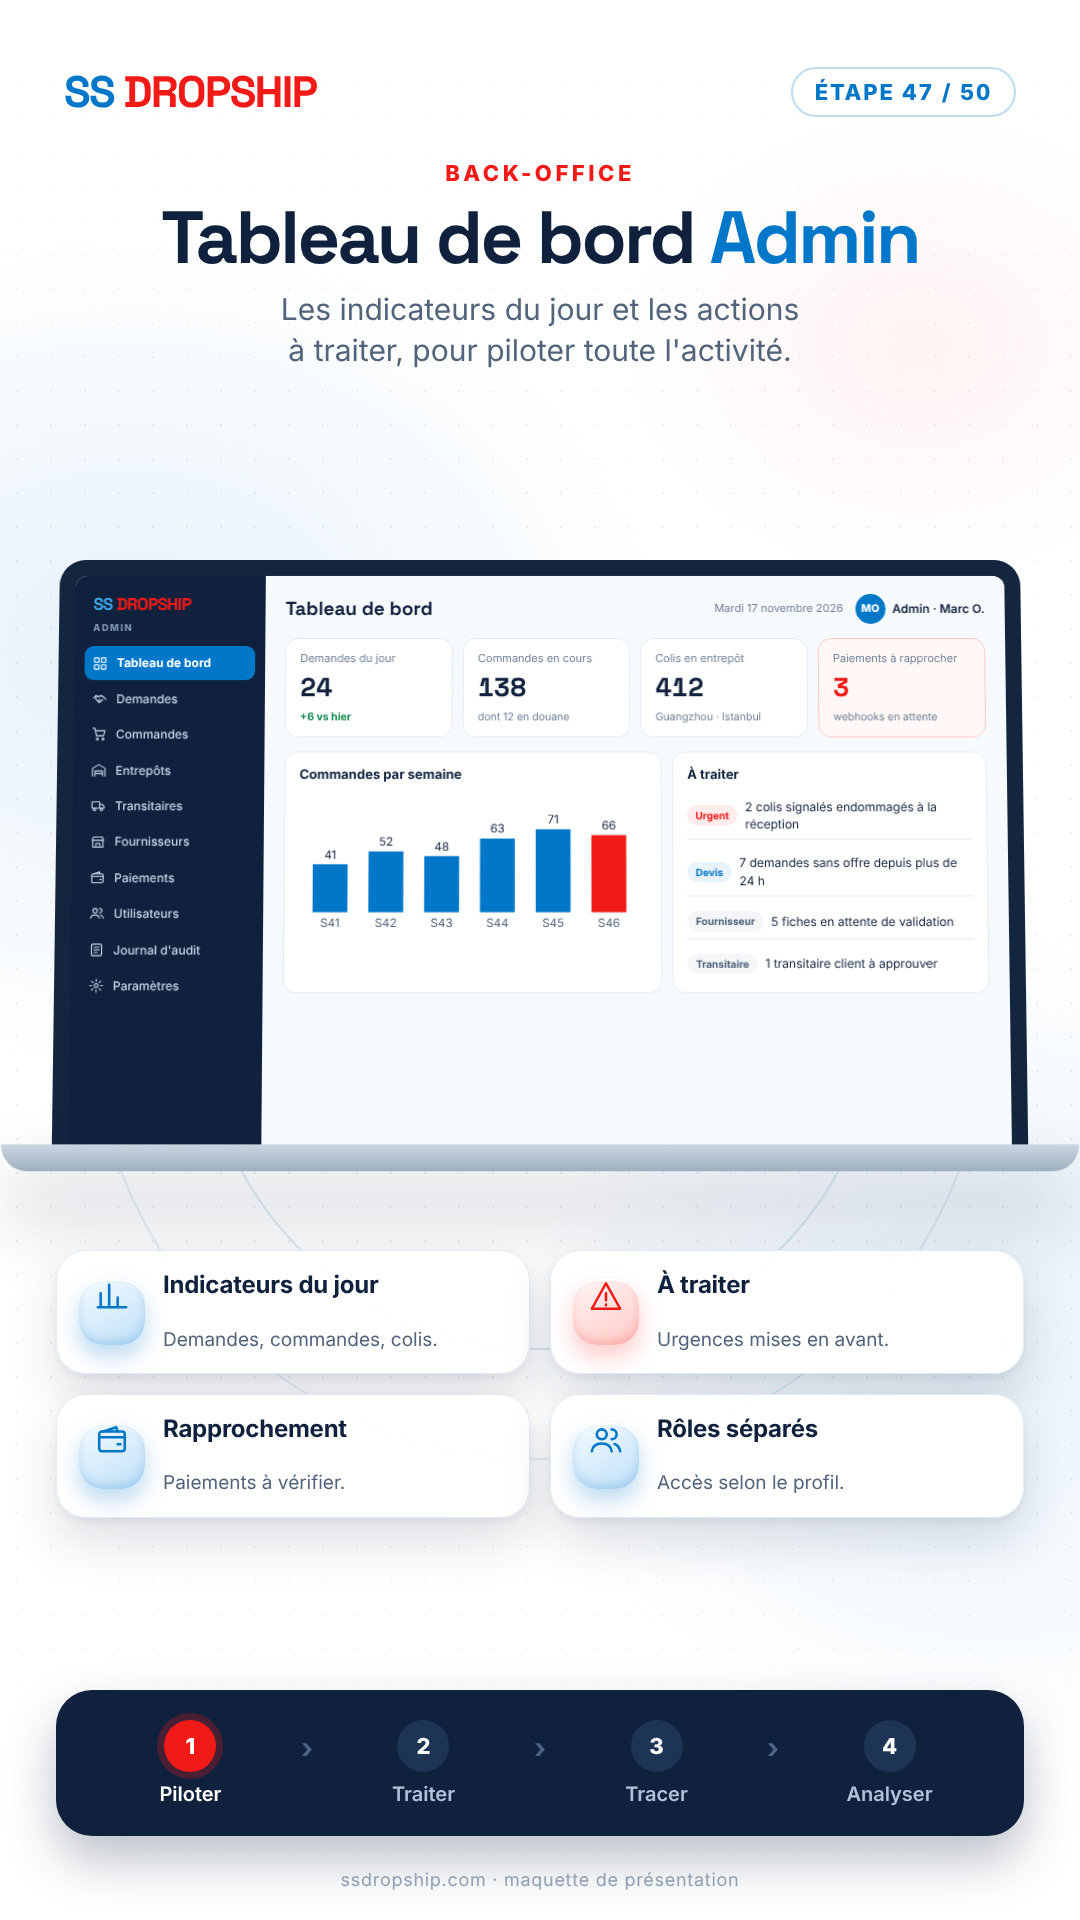 SS DROPSHIP
ÉTAPE 47 / 50
BACK-OFFICE
Tableau de bord Admin
Les indicateurs du jour et les actions
à traiter, pour piloter toute l'activité.
SS DROPSHIP
ADMIN
Tableau de bord
Demandes
Commandes
Entrepôts
Transitaires
Fournisseurs
Paiements
Utilisateurs
Journal d'audit
Paramètres
Tableau de bord
Mardi 17 novembre 2026
MO
Admin · Marc O.
Demandes du jour
24
+6 vs hier
Commandes en cours
138
dont 12 en douane
Colis en entrepôt
412
Guangzhou · Istanbul
Paiements à rapprocher
3
webhooks en attente
Commandes par semaine
41
52
48
63
71
66
S41
S42
S43
S44
S45
S46
À traiter
Urgent
2 colis signalés endommagés à la
réception
Devis
7 demandes sans offre depuis plus de
24 h
Fournisseur
5 fiches en attente de validation
Transitaire
1 transitaire client à approuver
Indicateurs du jour
Demandes, commandes, colis.
À traiter
Urgences mises en avant.
Rapprochement
Paiements à vérifier.
Rôles séparés
Accès selon le profil.
1
Piloter
›
2
Traiter
›
3
Tracer
›
4
Analyser
ssdropship.com · maquette de présentation